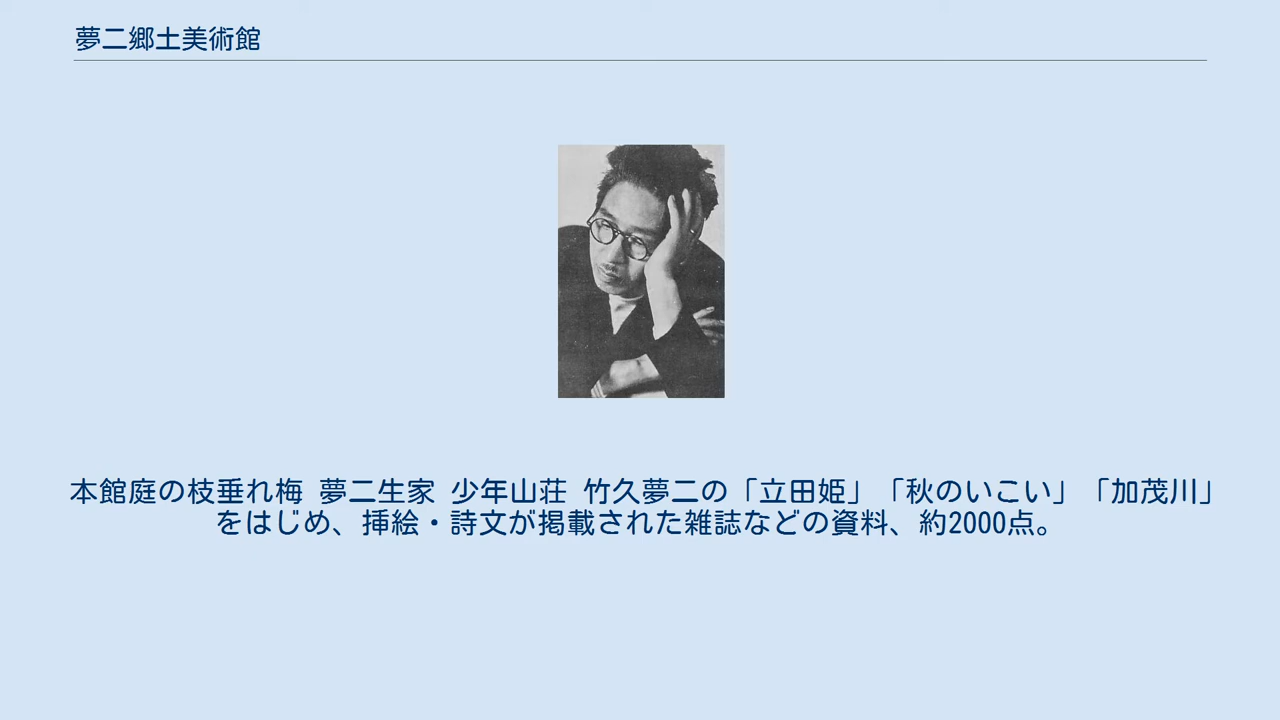 夢二郷土美術館
本館庭の枝垂れ梅 夢二生家 少年山荘 竹久夢二の「立田姫」「秋のいこい」「加茂川」
をはじめ、挿絵・詩文が掲載された雑誌などの資料、約2000点。